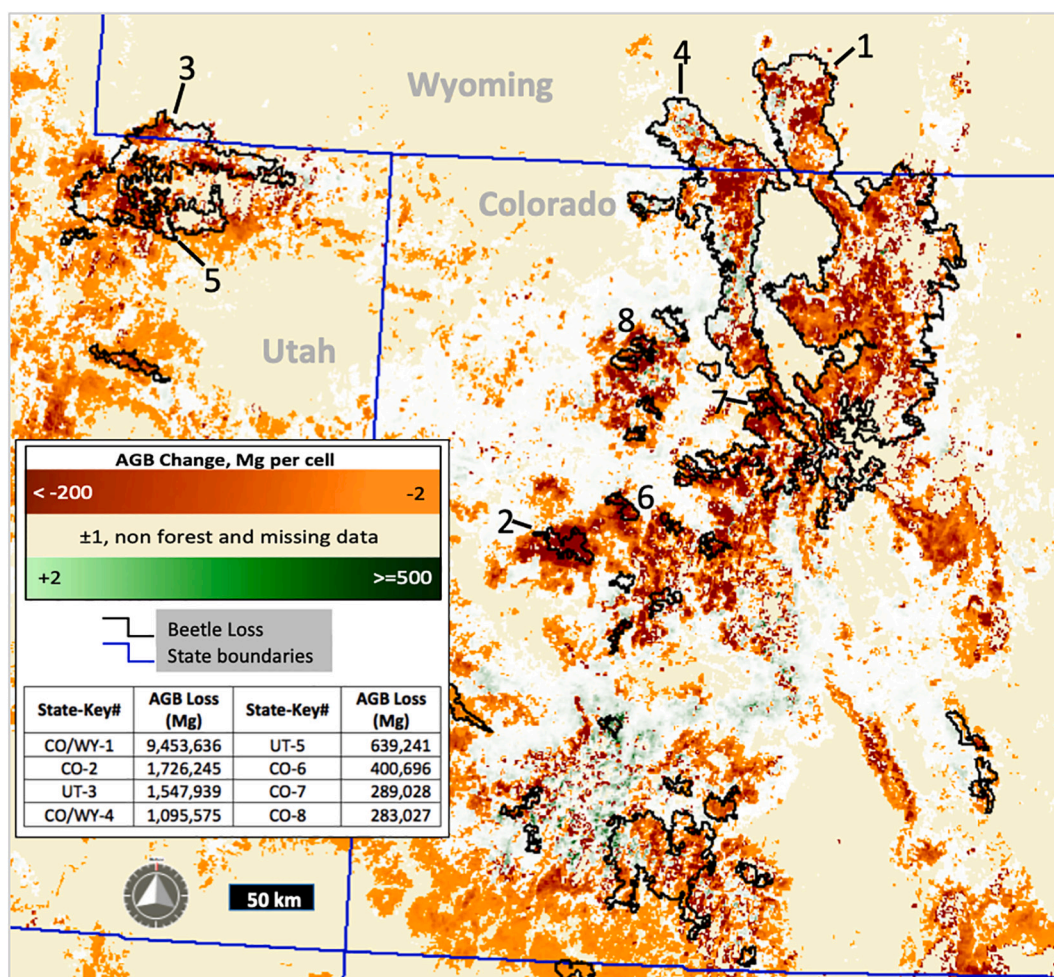 3
4
1
Wyoming
Colorado
5
Utah
8
7
6
2
AGB Change, Mg per cell
< -200 -2
±1, non forest and missing data
+2 >=500
Beetle Loss
State boundaries
State-Key# AGB Loss (Mg) State-Key# AGB Loss (Mg)
CO/WY-1 9,453,636 UT-5 639,241
CO-2 1,726,245 CO-6 400,696
UT-3 1,547,939 CO-7 289,028
CO/WY-4 1,095,575 CO-8 283,027
50 km